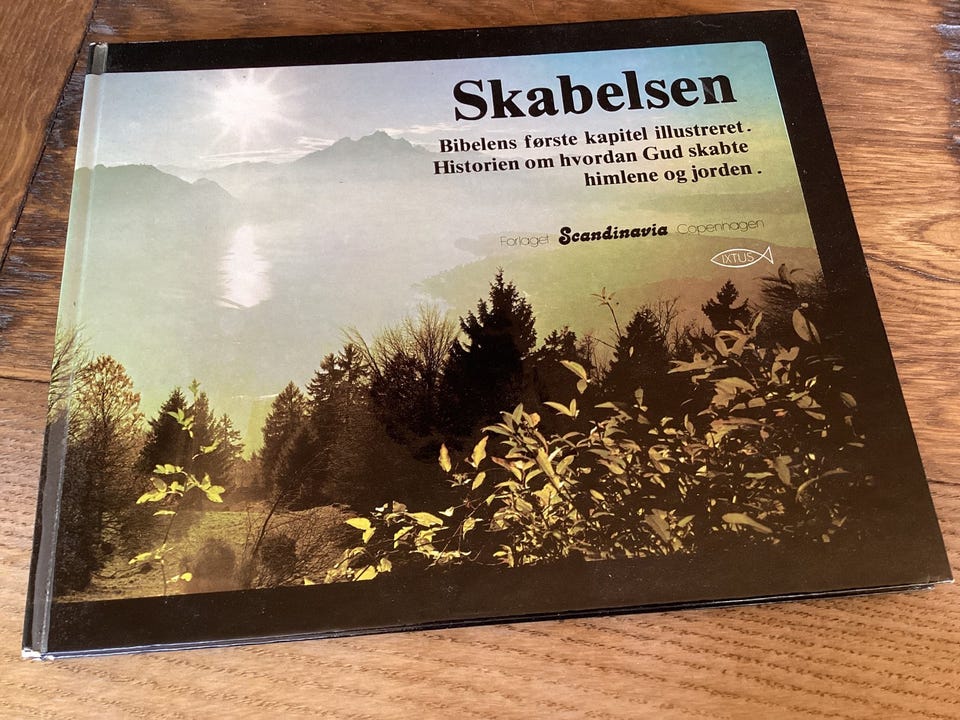 Skabelsen
Bibelens første kapitel illustreret.
Historien om hvordan Gud skabte
himlene og jorden.
Forlaget Scandinavia Copenhagen
IXTUS